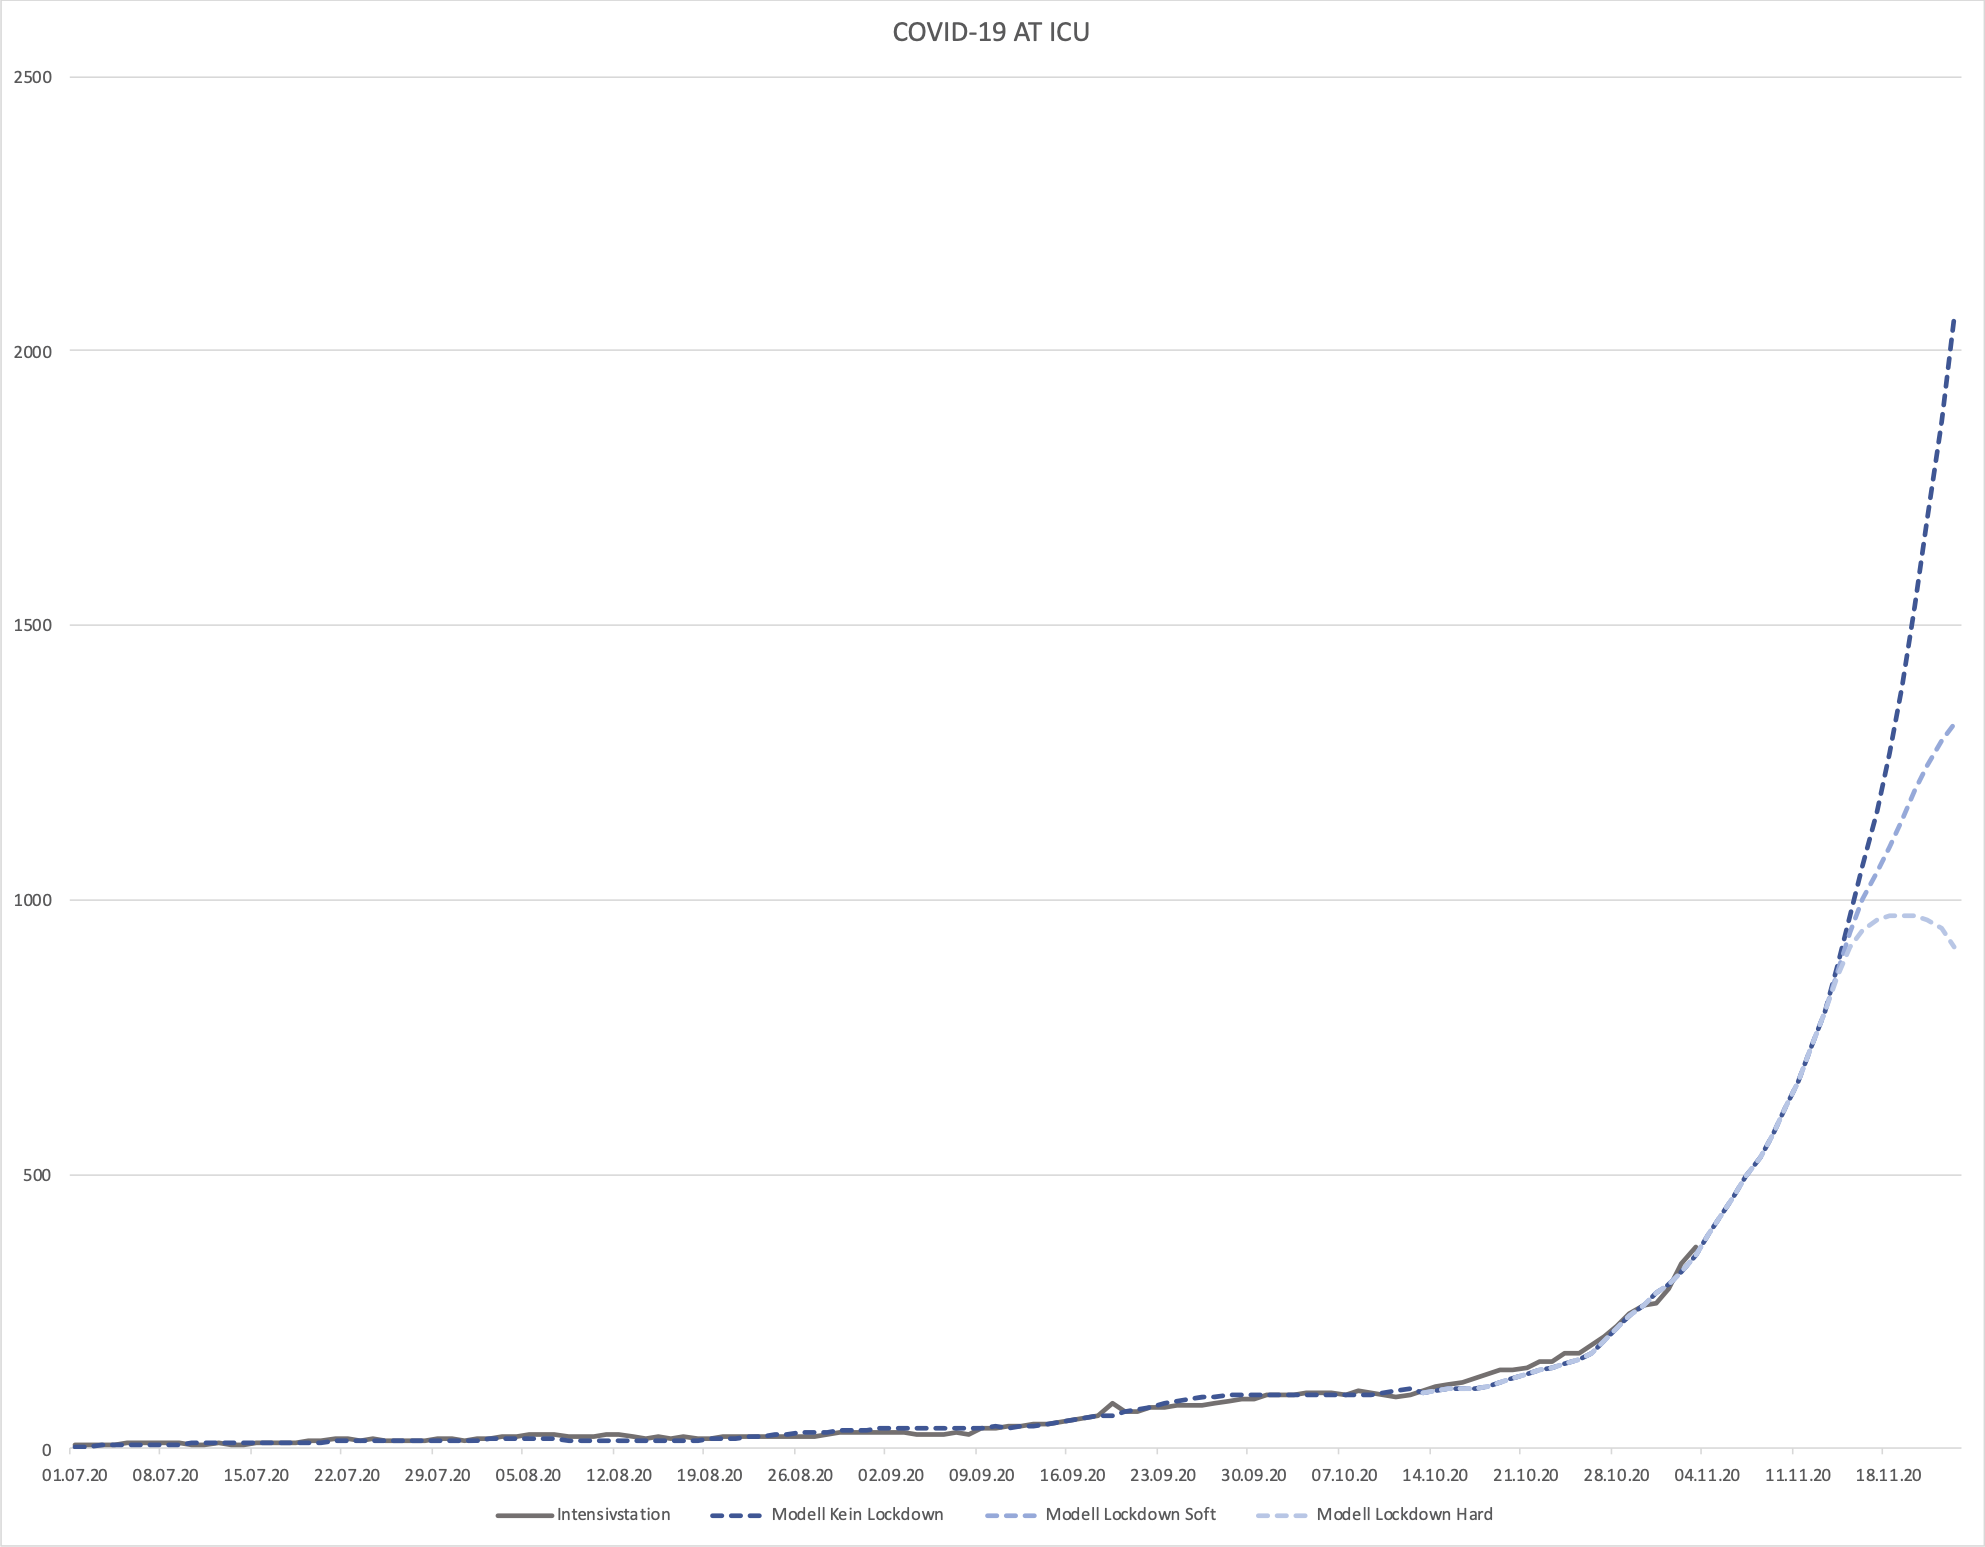 COVID-19 AT ICU
2500
2000
1500
1000
500
0
01.07.20 08.07.20 15.07.20 22.07.20 29.07.20 05.08.20 12.08.20 19.08.20 26.08.20 02.09.20 09.09.20 16.09.20 23.09.20 30.09.20 07.10.20 14.10.20 21.10.20 28.10.20 04.11.20 11.11.20 18.11.20
Intensivstation Modell Kein Lockdown Modell Lockdown Soft Modell Lockdown Hard